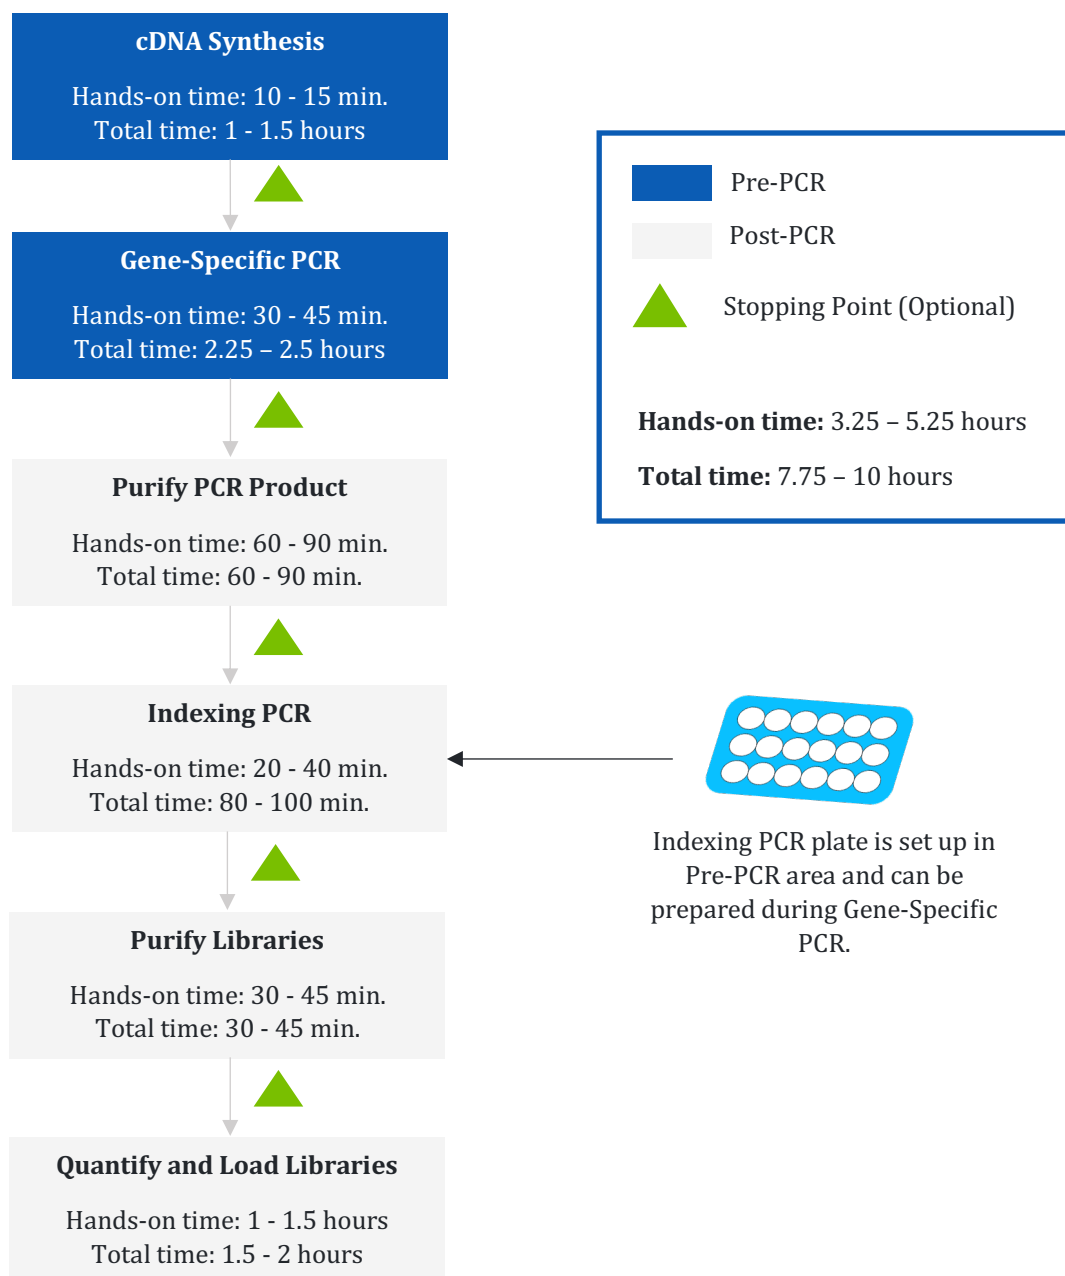 cDNA Synthesis
Hands-on time: 10 - 15 min.
Total time: 1 - 1.5 hours
Gene-Specific PCR
Hands-on time: 30 - 45 min.
Total time: 2.25 – 2.5 hours
Purify PCR Product
Hands-on time: 60 - 90 min.
Total time: 60 - 90 min.
Indexing PCR
Hands-on time: 20 - 40 min.
Total time: 80 - 100 min.
Purify Libraries
Hands-on time: 30 - 45 min.
Total time: 30 - 45 min.
Quantify and Load Libraries
Hands-on time: 1 - 1.5 hours
Total time: 1.5 - 2 hours
Pre-PCR
Post-PCR
Stopping Point (Optional)
Hands-on time: 3.25 – 5.25 hours
Total time: 7.75 – 10 hours
Indexing PCR plate is set up in
Pre-PCR area and can be
prepared during Gene-Specific
PCR.